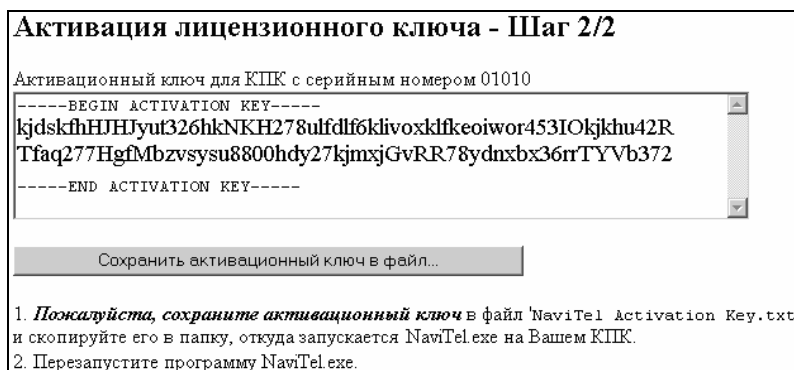 Активация лицензионного ключа - Шаг 2/2
Активационный ключ для КПК с серийным номером 01010
-----BEGIN ACTIVATION KEY-----
kjdskfhHJHJyuf326hkNKH278ulfdlf6klivoxklfkeoiwor453IOkjkhu42R
Tfaq277HgfMbzvsysu8800hdy27kjmxjGvRR78ydnxbx36rrTYVb372
-----END ACTIVATION KEY-----
Сохранить активационный ключ в файл...
1. Пожалуйста, сохраните активационный ключ в файл 'NaviTel Activation Key.txt
и скопируйте его в папку, откуда запускается NaviTel.exe на Вашем КПК.
2. Перезапустите программу NaviTel.exe.